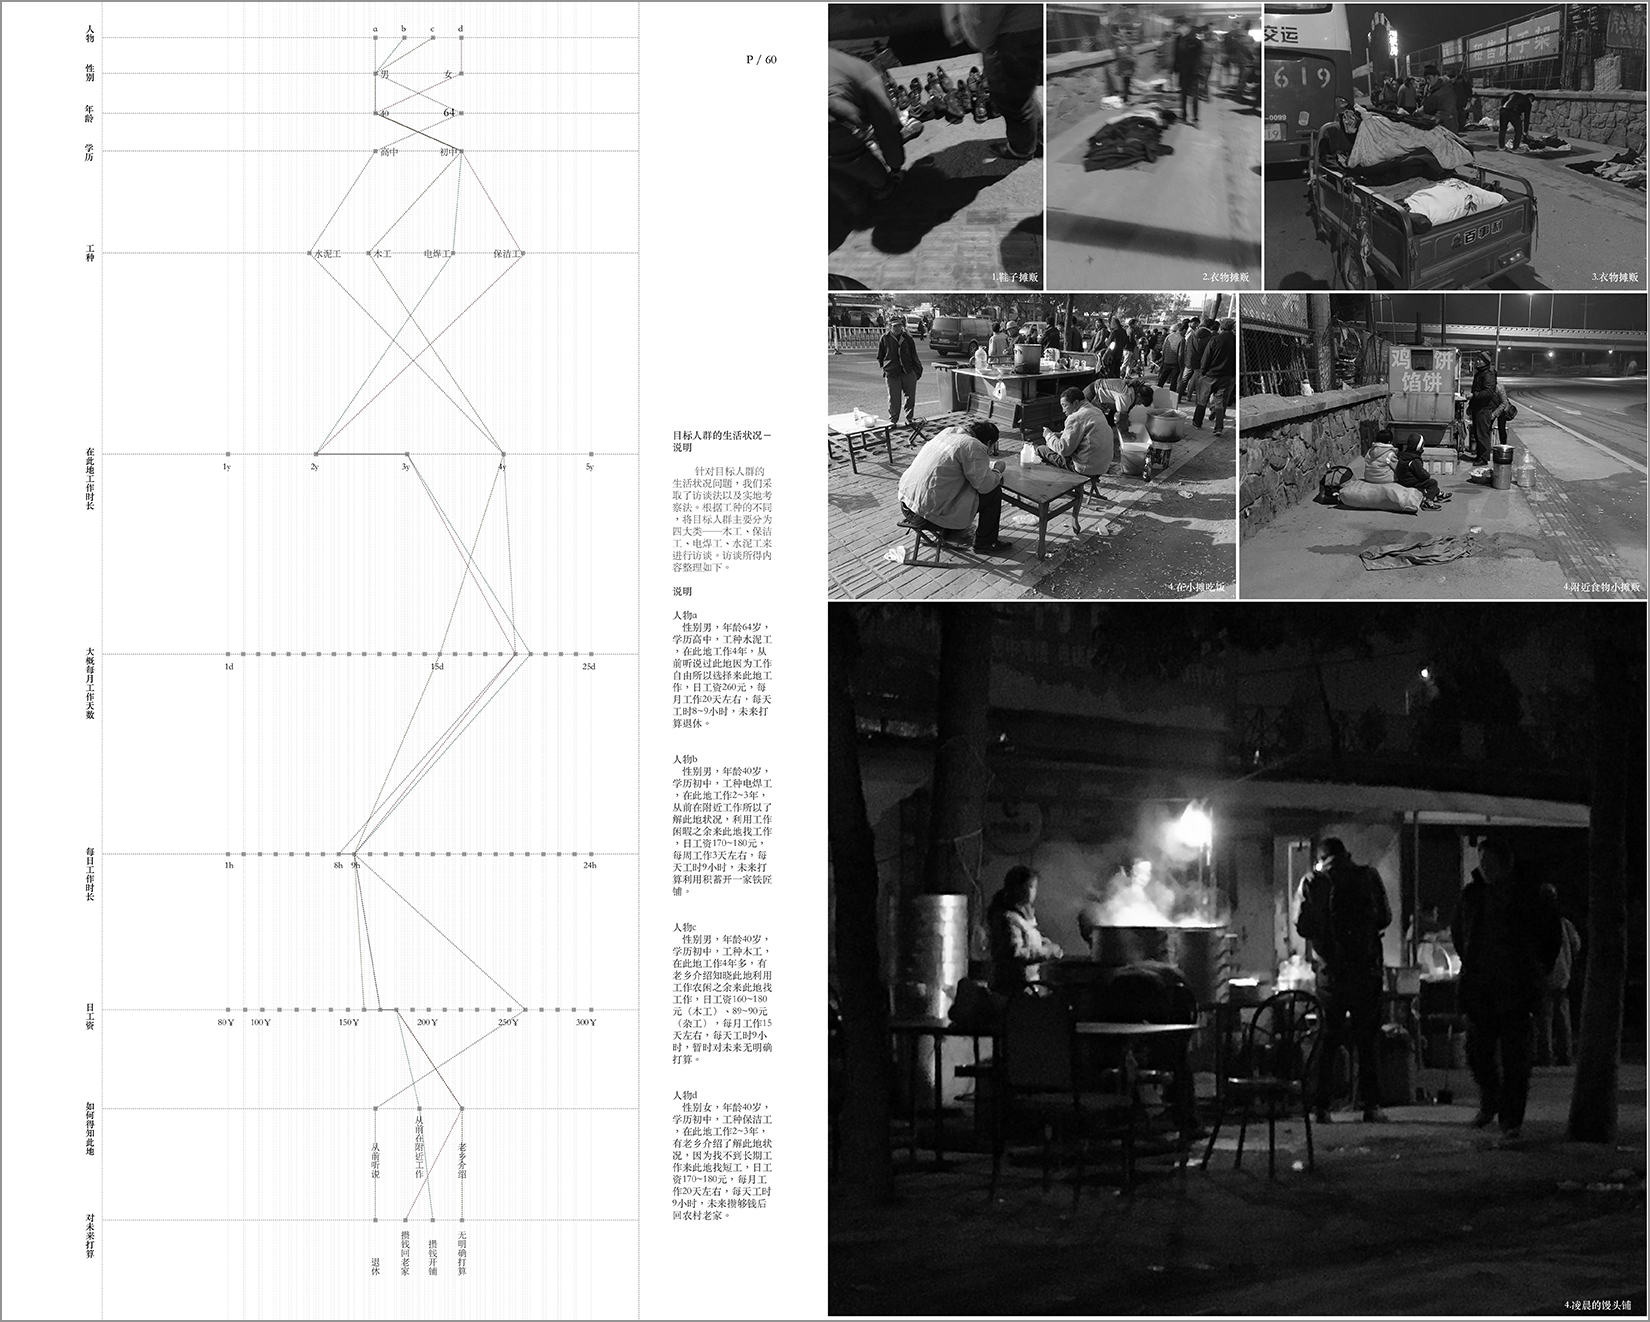 P / 60
人物
a b c d
性别
男 女
年龄
40 64
学历
高中 初中
工种
水泥工 木工 电焊工 保洁工
在此地工作时长
1y 2y 3y 4y 5y
大概每月工作天数
1d 15d 25d
每日工作时长
1h 8h 9h 24h
日工资
80¥ 100¥ 150¥ 200¥ 250¥ 300¥
如何得知此地
从前听说
从前在附近工作
老乡介绍
对未来打算
退休
攒钱回老家
攒钱开铺
无明确打算
目标人群的生活状况—
说明
针对目标人群的
生活状况问题，我们采
取了访谈法以及实地考
察法。根据工种的不同
，将目标人群主要分为
四大类——木工、保洁
工、电焊工、水泥工来
进行访谈。访谈所得内
容整理如下。
说明
人物a
性别男，年龄64岁，
学历高中，工种水泥工
，在此地工作4年，从
前听说过此地因为工作
自由所以选择来此地工
作，日工资260元，每
月工作20天左右，每天
工时8~9小时，未来打
算退休。
人物b
性别男，年龄40岁，
学历初中，工种电焊工
，在此地工作2~3年，
从前在附近工作所以了
解此地状况，利用工作
闲暇之余来此地找工作
，日工资170~180元，
每周工作3天左右，每
天工时9小时，未来打
算利用积蓄开一家铁匠
铺。
人物c
性别男，年龄40岁，
学历初中，工种木工，
在此地工作4年多，有
老乡介绍知晓此地利用
工作农闲之余来此地找
工作，日工资160~180
元（木工）、89~90元
（杂工），每月工作15
天左右，每天工时9小
时，暂时对未来无明确
打算。
人物d
性别女，年龄40岁，
学历初中，工种保洁工
，在此地工作2~3年，
有老乡介绍了解此地状
况，因为找不到长期工
作来此地找短工，日工
资170~180元，每月工
作20天左右，每天工时
9小时，未来攒够钱后
回农村老家。
1.鞋子摊贩
2.衣物摊贩
交运
619
百事利
3.衣物摊贩
4.在小摊吃饭
鸡 饼
馅饼
4.附近食物小摊贩
4.凌晨的馒头铺